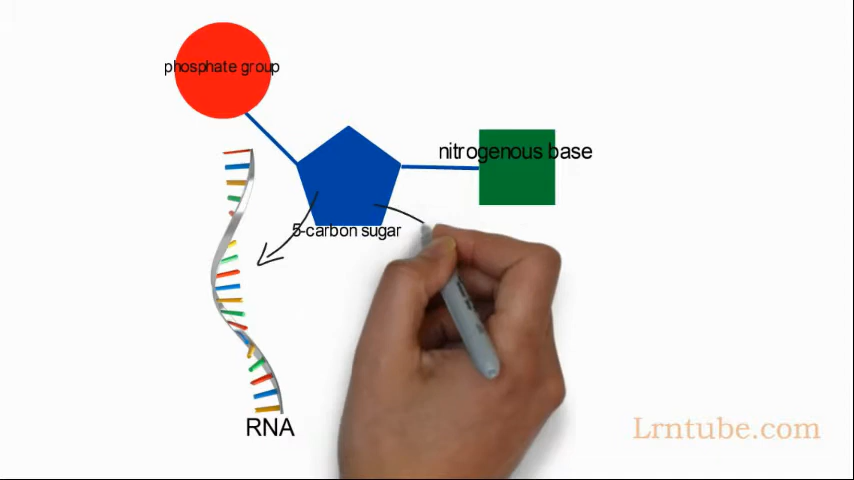 phosphate group
nitrogenous base
5-carbon sugar
RNA
Lrntube.com